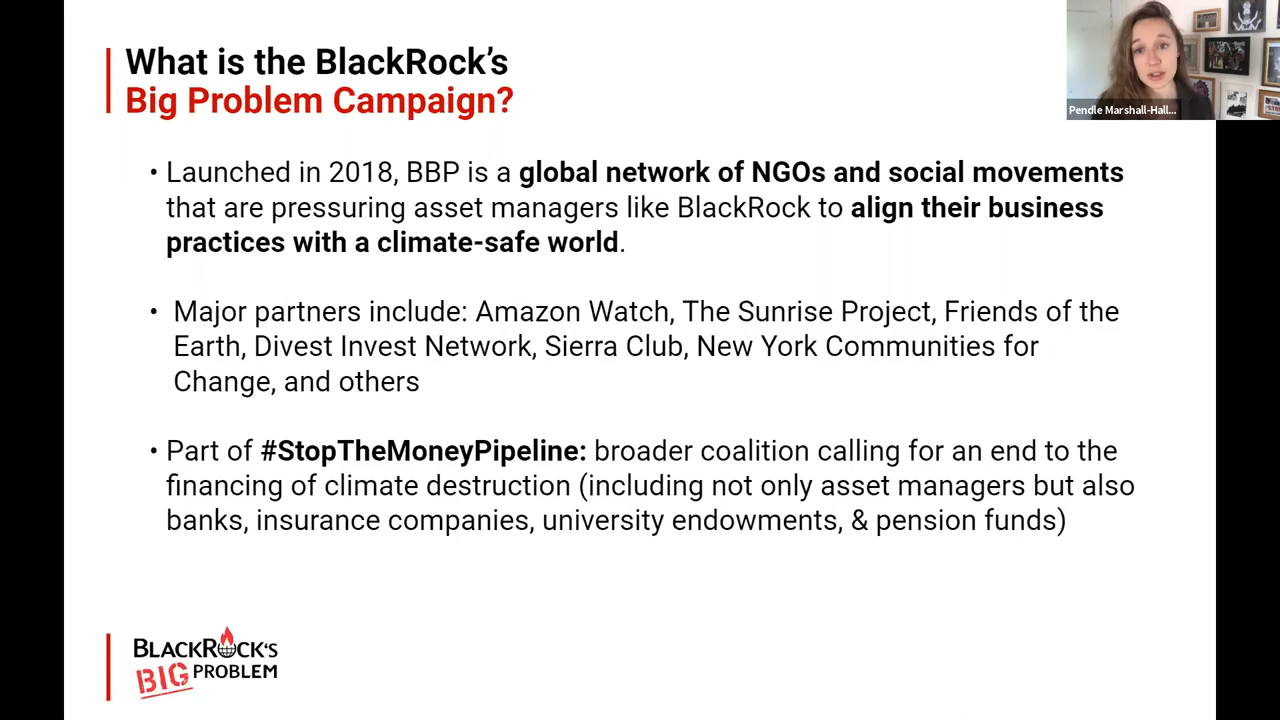 What is the BlackRock’s
Big Problem Campaign?
Pendle Marshall-Hall...
• Launched in 2018, BBP is a global network of NGOs and social movements
that are pressuring asset managers like BlackRock to align their business
practices with a climate-safe world.
• Major partners include: Amazon Watch, The Sunrise Project, Friends of the
Earth, Divest Invest Network, Sierra Club, New York Communities for
Change, and others
• Part of #StopTheMoneyPipeline: broader coalition calling for an end to the
financing of climate destruction (including not only asset managers but also
banks, insurance companies, university endowments, & pension funds)
BLACKROCK‘S
BIG PROBLEM